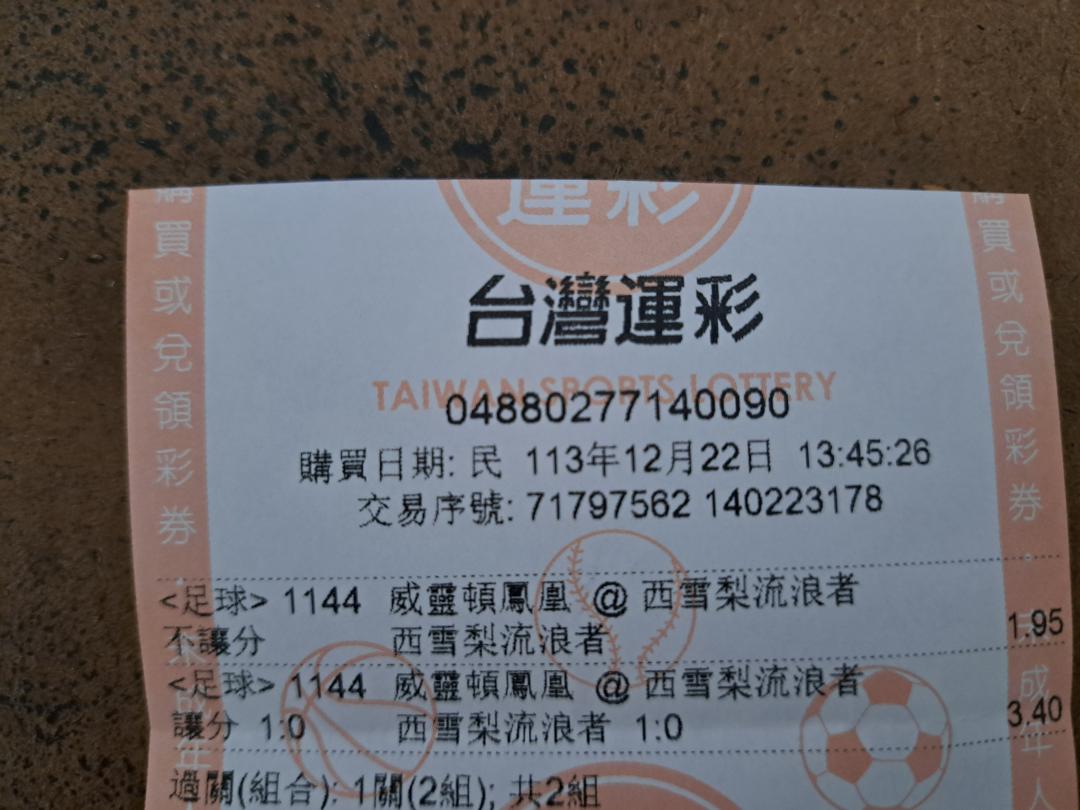 運彩
台灣運彩
TAIWAN SPORTS LOTTERY
04880277140090
購買日期: 民 113年12月22日 13:45:26
交易序號: 71797562 140223178
<足球> 1144 威靈頓鳳凰 @ 西雪梨流浪者
不讓分 西雪梨流浪者 1.95
<足球> 1144 威靈頓鳳凰 @ 西雪梨流浪者
讓分 1:0 西雪梨流浪者 1:0 3.40
過關(組合): 1關(2組); 共2組
購買或兌領彩券．
購買或兌領彩券．
成年人